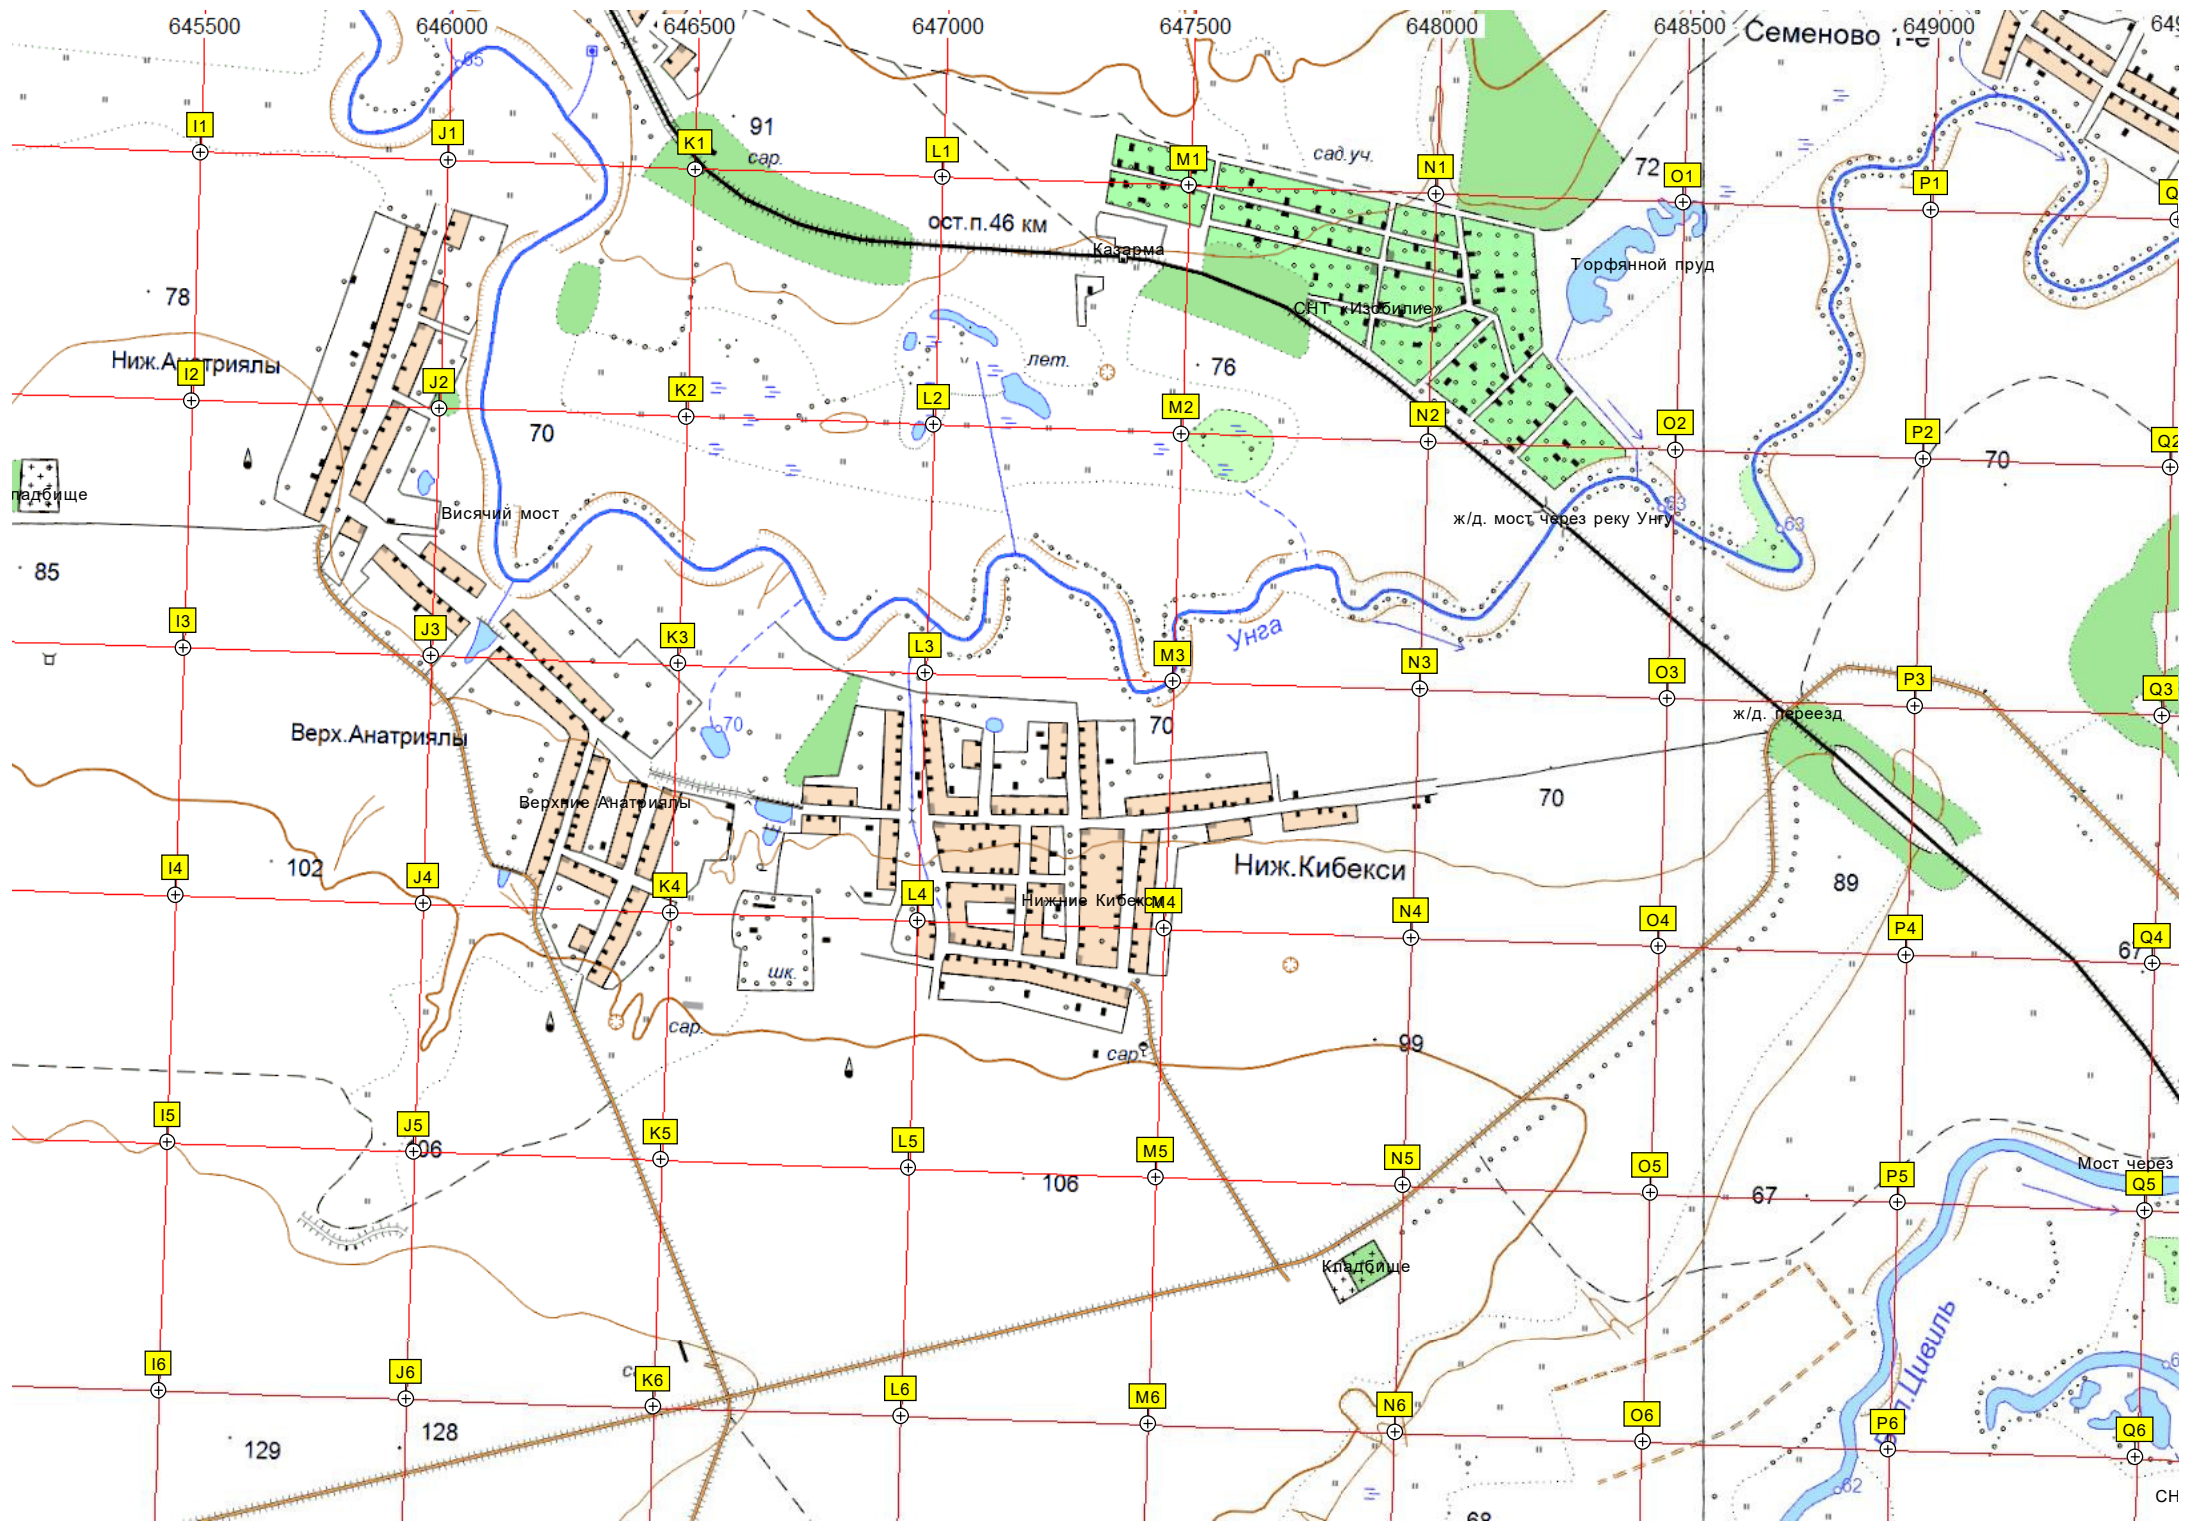 645500 646000 646500 647000 647500 648000 648500 649000
Семеново 1-е
65
91
I1 J1 K1 L1 M1 N1 O1 P1
сар.
сад.уч.
72
ост.п.46 км
Казарма
Торфянной пруд
78
СНТ «Изобилие»
Ниж.Анатриялы
лет.
76
I2 J2 K2 L2 M2 N2 O2 P2 Q2
70
70
Висячий мост
ж/д. мост через реку Унгу
63
63
85
I3 J3 K3 L3 M3 N3 O3 P3 Q3
Унга
70
70
ж/д. переезд
Верх.Анатриялы
Верхние Анатриялы
70
102
Ниж.Кибекси
89
I4 J4 K4 L4 M4 N4 O4 P4 Q4
Нижние Кибекси
67
шк.
сар.
сар.
99
I5 J5 K5 L5 M5 N5 O5 P5 Q5
106
67
Мост через
Кладбище
I6 J6 K6 L6 M6 N6 O6 P6 Q6
128
129
62
СН